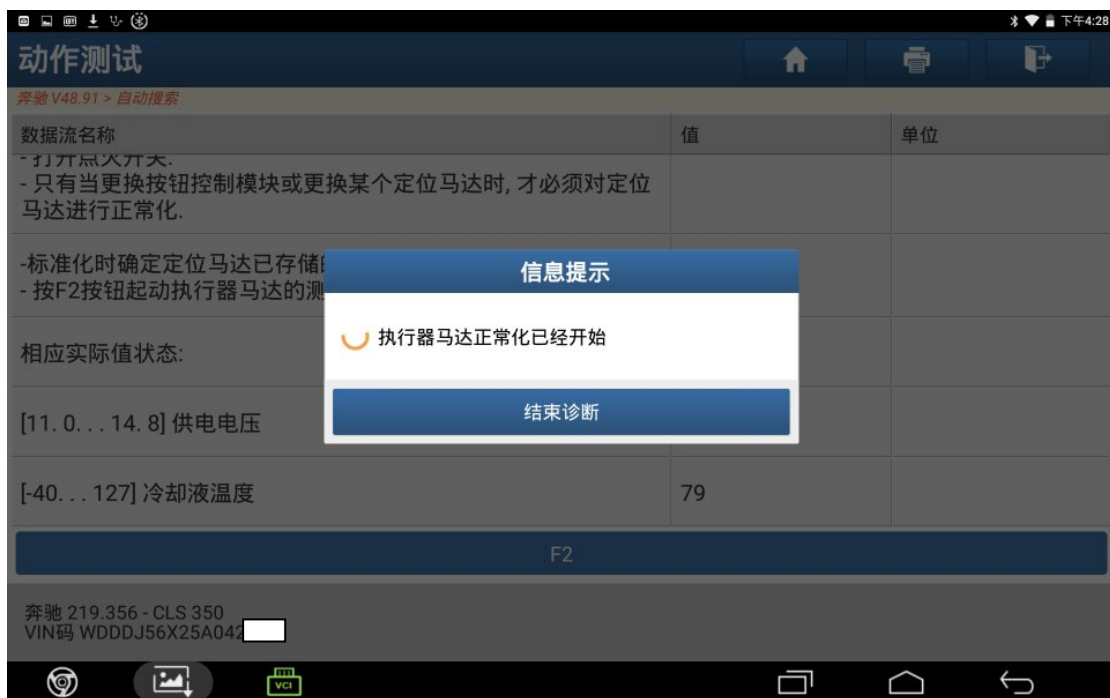 下午4:28
动作测试
奔驰 V48.91 > 自动搜索
数据流名称 值 单位
- 打开点火开关.
- 只有当更换按钮控制模块或更换某个定位马达时, 才必须对定位
马达进行正常化.
-标准化时确定定位马达已存储
- 按F2按钮起动执行器马达的测
信息提示
执行器马达正常化已经开始
结束诊断
相应实际值状态:
[11. 0. . . 14. 8] 供电电压
[-40. . . 127] 冷却液温度 79
F2
奔驰 219.356 - CLS 350
VIN码 WDDDJ56X25A042
VCI